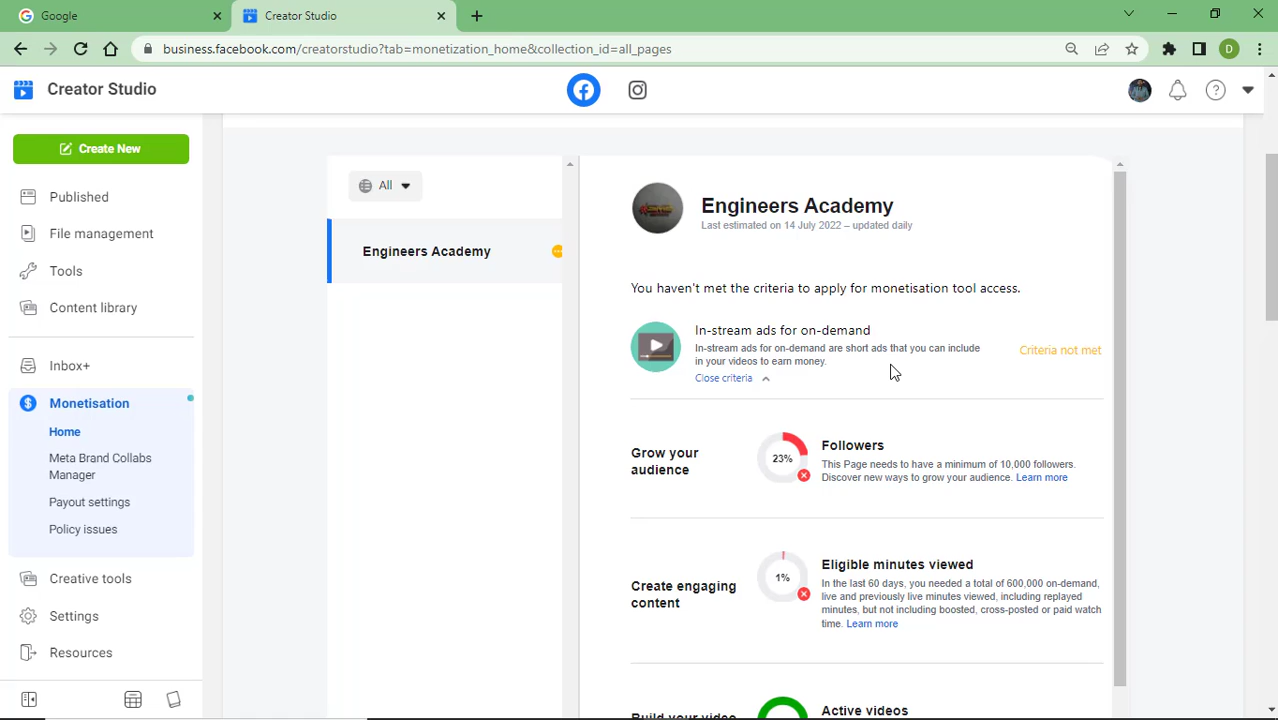 Google
Creator Studio
business.facebook.com/creatorstudio?tab=monetization_home&collection_id=all_pages
D
Creator Studio
Create New
Published
File management
Tools
Content library
Inbox+
Monetisation
Home
Meta Brand Collabs
Manager
Payout settings
Policy issues
Creative tools
Settings
Resources
All
Engineers Academy
Engineers Academy
Last estimated on 14 July 2022 – updated daily
You haven't met the criteria to apply for monetisation tool access.
In-stream ads for on-demand
In-stream ads for on-demand are short ads that you can include
in your videos to earn money.
Close criteria
Criteria not met
Grow your
audience
23%
Followers
This Page needs to have a minimum of 10,000 followers.
Discover new ways to grow your audience. Learn more
Create engaging
content
1%
Eligible minutes viewed
In the last 60 days, you needed a total of 600,000 on-demand,
live and previously live minutes viewed, including replayed
minutes, but not including boosted, cross-posted or paid watch
time. Learn more
Build your video
Active videos